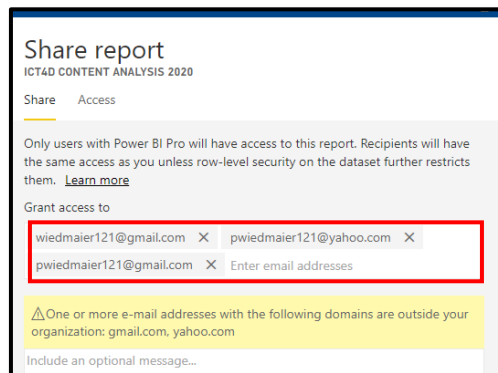 Share report
ICT4D CONTENT ANALYSIS 2020
Share Access
Only users with Power BI Pro will have access to this report. Recipients will have
the same access as you unless row-level security on the dataset further restricts
them. Learn more
Grant access to
wiedmaier121@gmail.com X pwiedmaier121@yahoo.com X
pwiedmaier121@gmail.com X Enter email addresses
⚠One or more e-mail addresses with the following domains are outside your
organization: gmail.com, yahoo.com
Include an optional message...